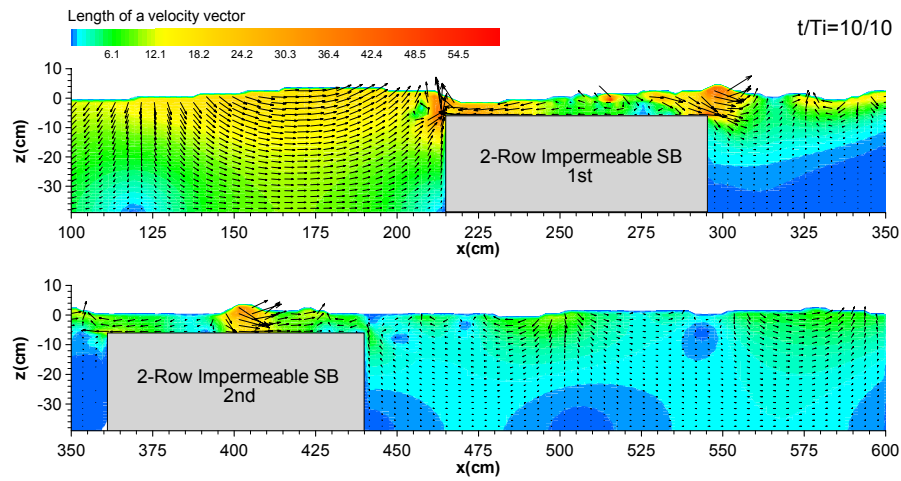 Length of a velocity vector
t/Ti=10/10
6.1 12.1 18.2 24.2 30.3 36.4 42.4 48.5 54.5
10
0
-10
-20
-30
z(cm)
2-Row Impermeable SB
1st
100 125 150 175 200 225 250 275 300 325 350
x(cm)
10
0
-10
-20
-30
z(cm)
2-Row Impermeable SB
2nd
350 375 400 425 450 475 500 525 550 575 600
x(cm)